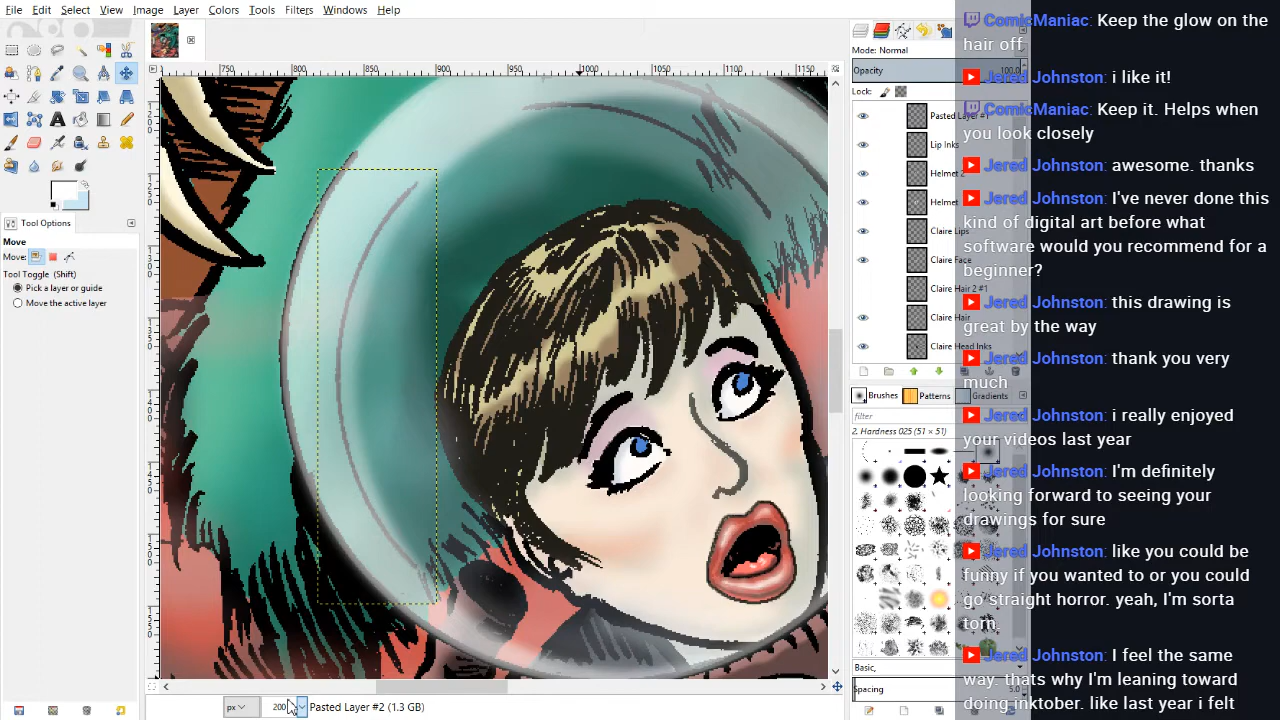 File Edit Select View Image Layer Colors Tools Filters Windows Help
Mode: Normal
Opacity 100.0
Lock:
Pasted Layer #1
Lip Inks
Helmet 2
Helmet
Claire Lips
Claire Face
Claire Hair 2 #1
Claire Hair
Claire Head Inks
Brushes Patterns Gradients
filter
2. Hardness 025 (51 × 51)
Basic,
Spacing 5.0
Tool Options
Move
Move:
Tool Toggle (Shift)
Pick a layer or guide
Move the active layer
750 800 850 900 950 1000 1050 1100 1150
px 200 Pasted Layer #2 (1.3 GB)
ComicManiac: Keep the glow on the
hair off
Jered Johnston: i like it!
ComicManiac: Keep it. Helps when
you look closely
Jered Johnston: awesome. thanks
Jered Johnston: I've never done this
kind of digital art before what
software would you recommend for a
beginner?
Jered Johnston: this drawing is
great by the way
Jered Johnston: thank you very
much
Jered Johnston: i really enjoyed
your videos last year
Jered Johnston: I'm definitely
looking forward to seeing your
drawings for sure
Jered Johnston: like you could be
funny if you wanted to or you could
go straight horror. yeah, I'm sorta
torn.
Jered Johnston: I feel the same
way. thats why I'm leaning toward
doing inktober. like last year i felt